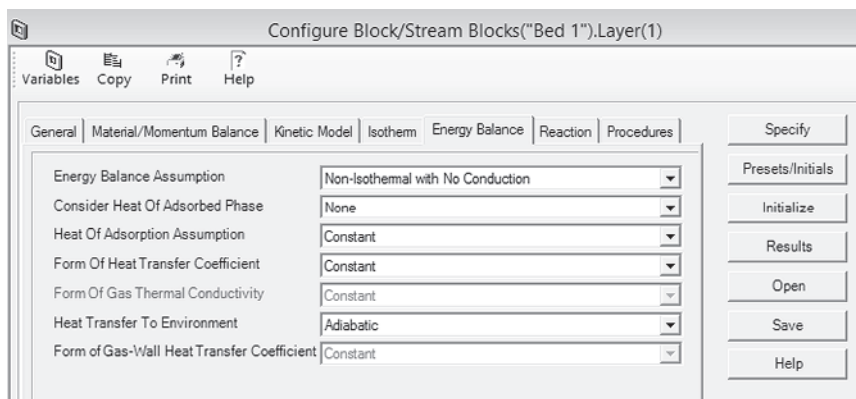 Configure Block/Stream Blocks("Bed 1").Layer(1)
Variables Copy Print Help
General Material/Momentum Balance Kinetic Model Isotherm Energy Balance Reaction Procedures
Energy Balance Assumption Non-Isothermal with No Conduction
Consider Heat Of Adsorbed Phase None
Heat Of Adsorption Assumption Constant
Form Of Heat Transfer Coefficient Constant
Form Of Gas Thermal Conductivity Constant
Heat Transfer To Environment Adiabatic
Form of Gas-Wall Heat Transfer Coefficient Constant
Specify
Presets/Initials
Initialize
Results
Open
Save
Help